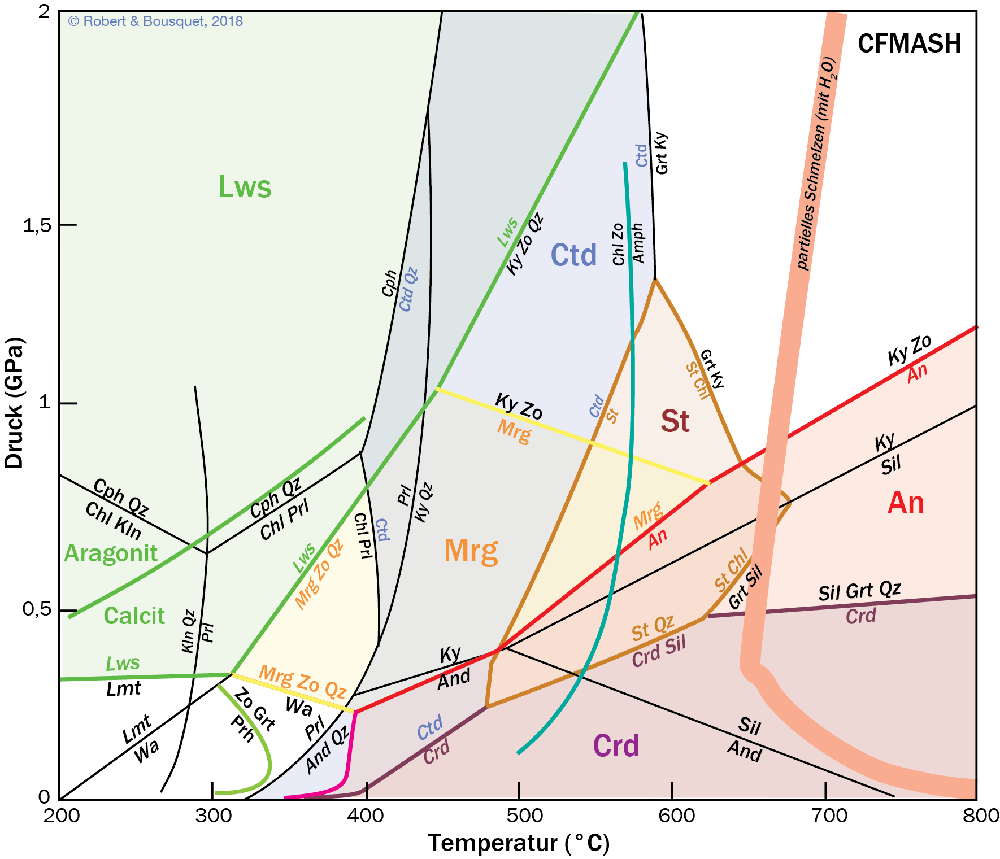 2
© Robert & Bousquet, 2018
CFMASH
partielles Schmelzen (mit H2O)
Lws
Ctd
Grt Ky
1,5
Lws
Ky Zo Qz
Chl Zo
Amph
Ctd
Cph
Ctd Qz
Druck (GPa)
Ky Zo
An
Grt Ky
St Chl
1
Ky Zo
Mrg
Ctd
St
St
Ky
Sil
An
Cph Qz
Chl Kln
Cph Qz
Chl Prl
Prl
Ky Qz
Chl Prl
Ctd
Mrg
Mrg
An
Aragonit
Lws
Mrg Zo Qz
St Chl
Grt Sil
Sil Grt Qz
Crd
0,5
Calcit
Kln Qz
Prl
St Qz
Crd Sil
Ky
And
Lws
Lmt
Mrg Zo Qz
Wa
Zo Grt
Prh
Lmt
Wa
Prl
And Qz
Ctd
Crd
Crd
Sil
And
0
200
300
400
500
600
700
800
Temperatur (°C)